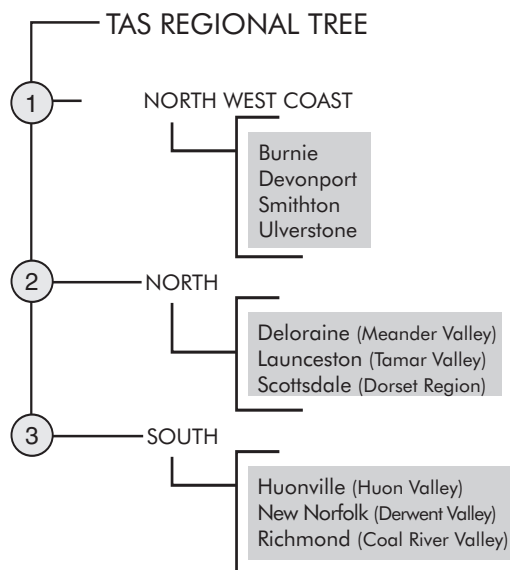 TAS REGIONAL TREE
1
NORTH WEST COAST
Burnie
Devonport
Smithton
Ulverstone
2
NORTH
Deloraine (Meander Valley)
Launceston (Tamar Valley)
Scottsdale (Dorset Region)
3
SOUTH
Huonville (Huon Valley)
New Norfolk (Derwent Valley)
Richmond (Coal River Valley)